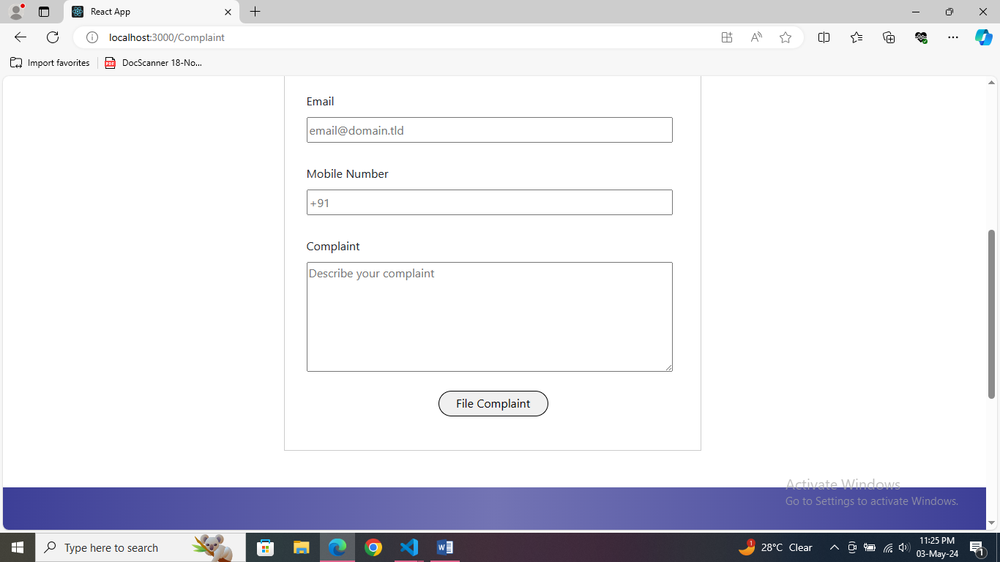 React App
localhost:3000/Complaint
Import favorites
PDF
DocScanner 18-No...
Email
email@domain.tld
Mobile Number
+91
Complaint
Describe your complaint
File Complaint
Activate Windows
Go to Settings to activate Windows.
Type here to search
1
28°C Clear
11:25 PM
03-May-24
1